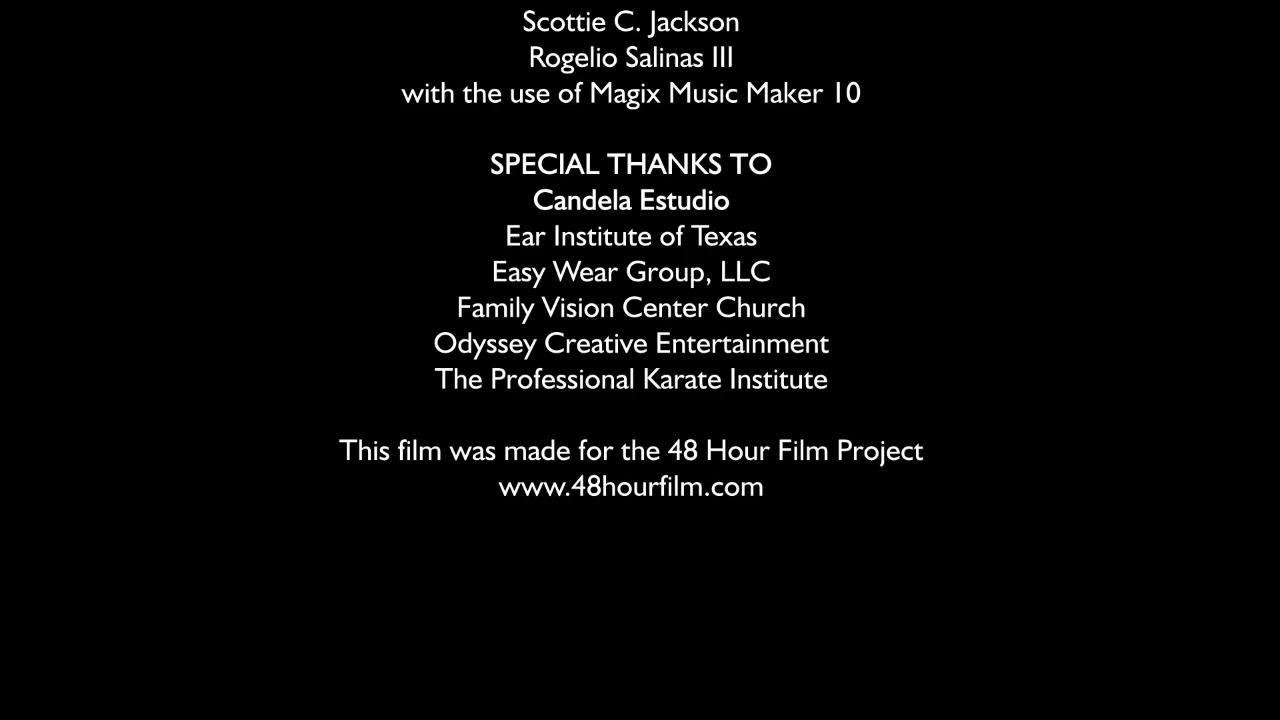 Scottie C. Jackson
Rogelio Salinas III
with the use of Magix Music Maker 10
SPECIAL THANKS TO
Candela Estudio
Ear Institute of Texas
Easy Wear Group, LLC
Family Vision Center Church
Odyssey Creative Entertainment
The Professional Karate Institute
This film was made for the 48 Hour Film Project
www.48hourfilm.com